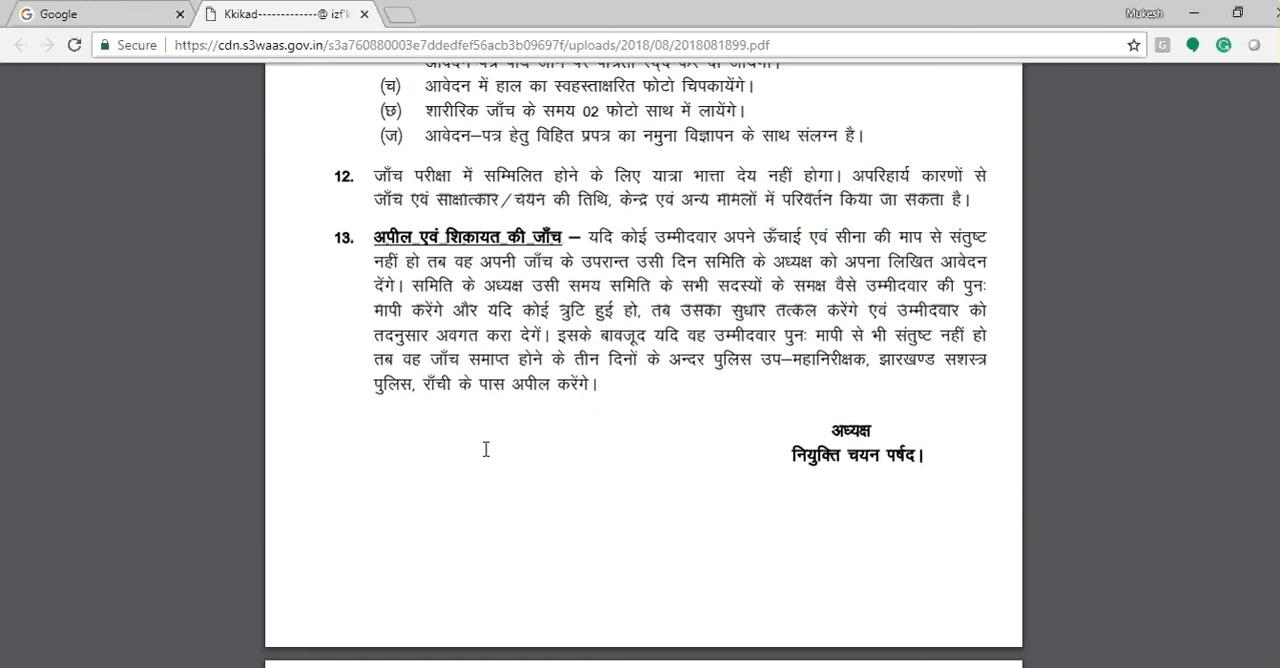 Google
Kkikad-------------@ izf'k
Mukesh
Secure
https://cdn.s3waas.gov.in/s3a760880003e7ddedfef56acb3b09697f/uploads/2018/08/2018081899.pdf
(च) आवेदन में हाल का स्वहस्ताक्षरित फोटो चिपकायेंगे।
(छ) शारीरिक जाँच के समय 02 फोटो साथ में लायेंगे।
(ज) आवेदन–पत्र हेतु विहित प्रपत्र का नमुना विज्ञापन के साथ संलग्न है।
12. जाँच परीक्षा में सम्मिलित होने के लिए यात्रा भात्ता देय नहीं होगा। अपरिहार्य कारणों से
जाँच एवं साक्षात्कार/चयन की तिथि, केन्द्र एवं अन्य मामलों में परिवर्तन किया जा सकता है।
13. अपील एवं शिकायत की जाँच – यदि कोई उम्मीदवार अपने ऊँचाई एवं सीना की माप से संतुष्ट
नहीं हो तब वह अपनी जाँच के उपरान्त उसी दिन समिति के अध्यक्ष को अपना लिखित आवेदन
देंगे। समिति के अध्यक्ष उसी समय समिति के सभी सदस्यों के समक्ष वैसे उम्मीदवार की पुनः
मापी करेंगे और यदि कोई त्रुटि हुई हो, तब उसका सुधार तत्कल करेंगे एवं उम्मीदवार को
तदनुसार अवगत करा देगें। इसके बावजूद यदि वह उम्मीदवार पुनः मापी से भी संतुष्ट नहीं हो
तब वह जाँच समाप्त होने के तीन दिनों के अन्दर पुलिस उप–महानिरीक्षक, झारखण्ड सशस्त्र
पुलिस, राँची के पास अपील करेंगे।
अध्यक्ष
नियुक्ति चयन पर्षद।